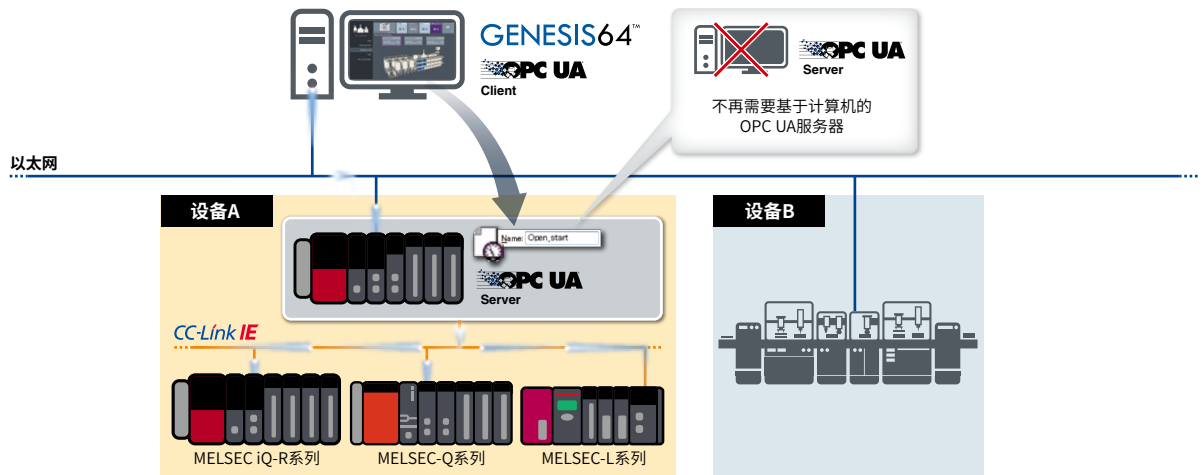 GENESIS64™
OPC UA
Client
OPC UA
Server
不再需要基于计算机的
OPC UA服务器
以太网
设备A
设备B
Name: Open_start
OPC UA
Server
CC-Link IE
MELSEC iQ-R系列
MELSEC-Q系列
MELSEC-L系列